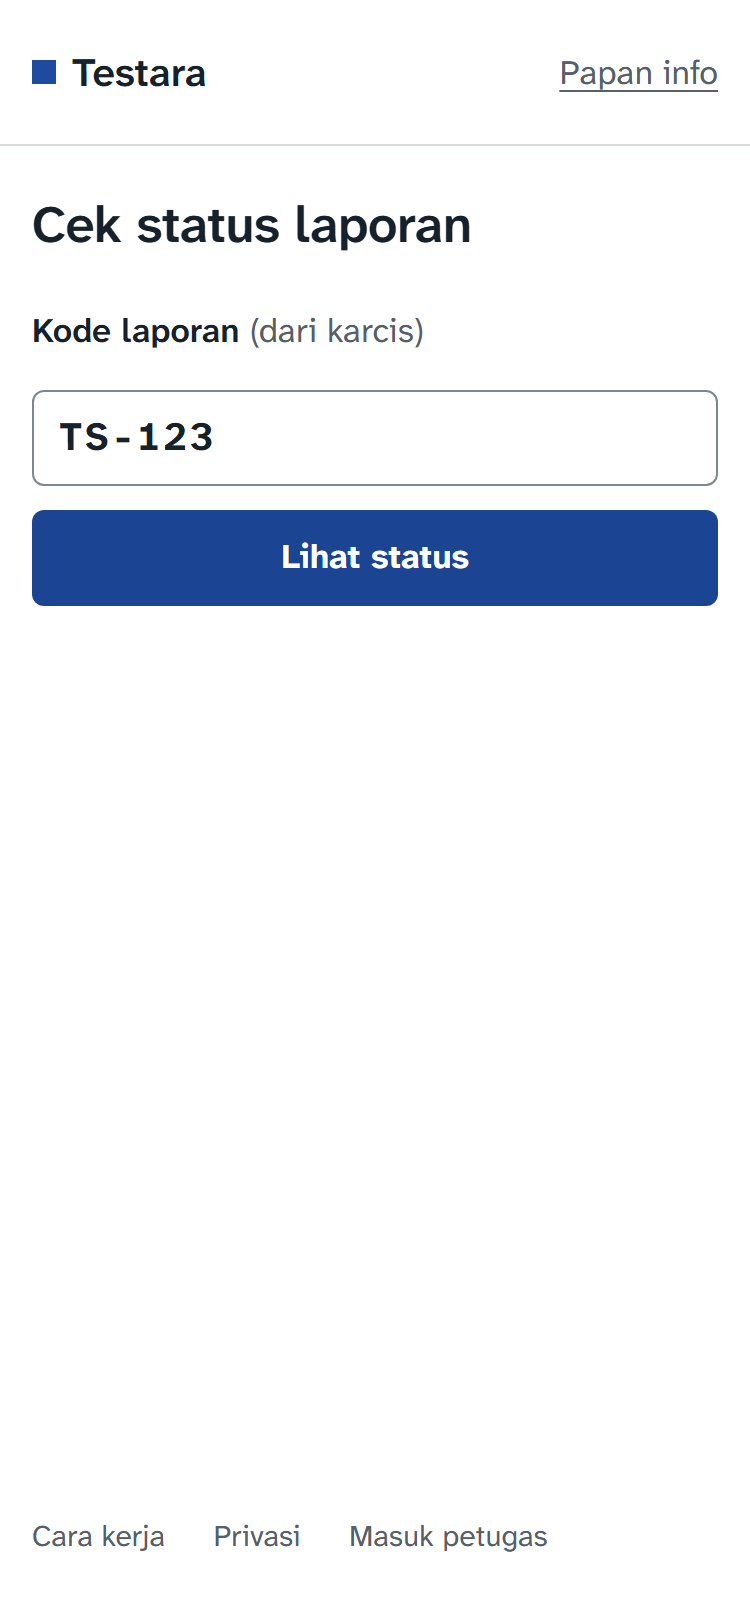 Testara
Papan info
Cek status laporan
Kode laporan (dari karcis)
TS-123
Lihat status
Cara kerja
Privasi
Masuk petugas